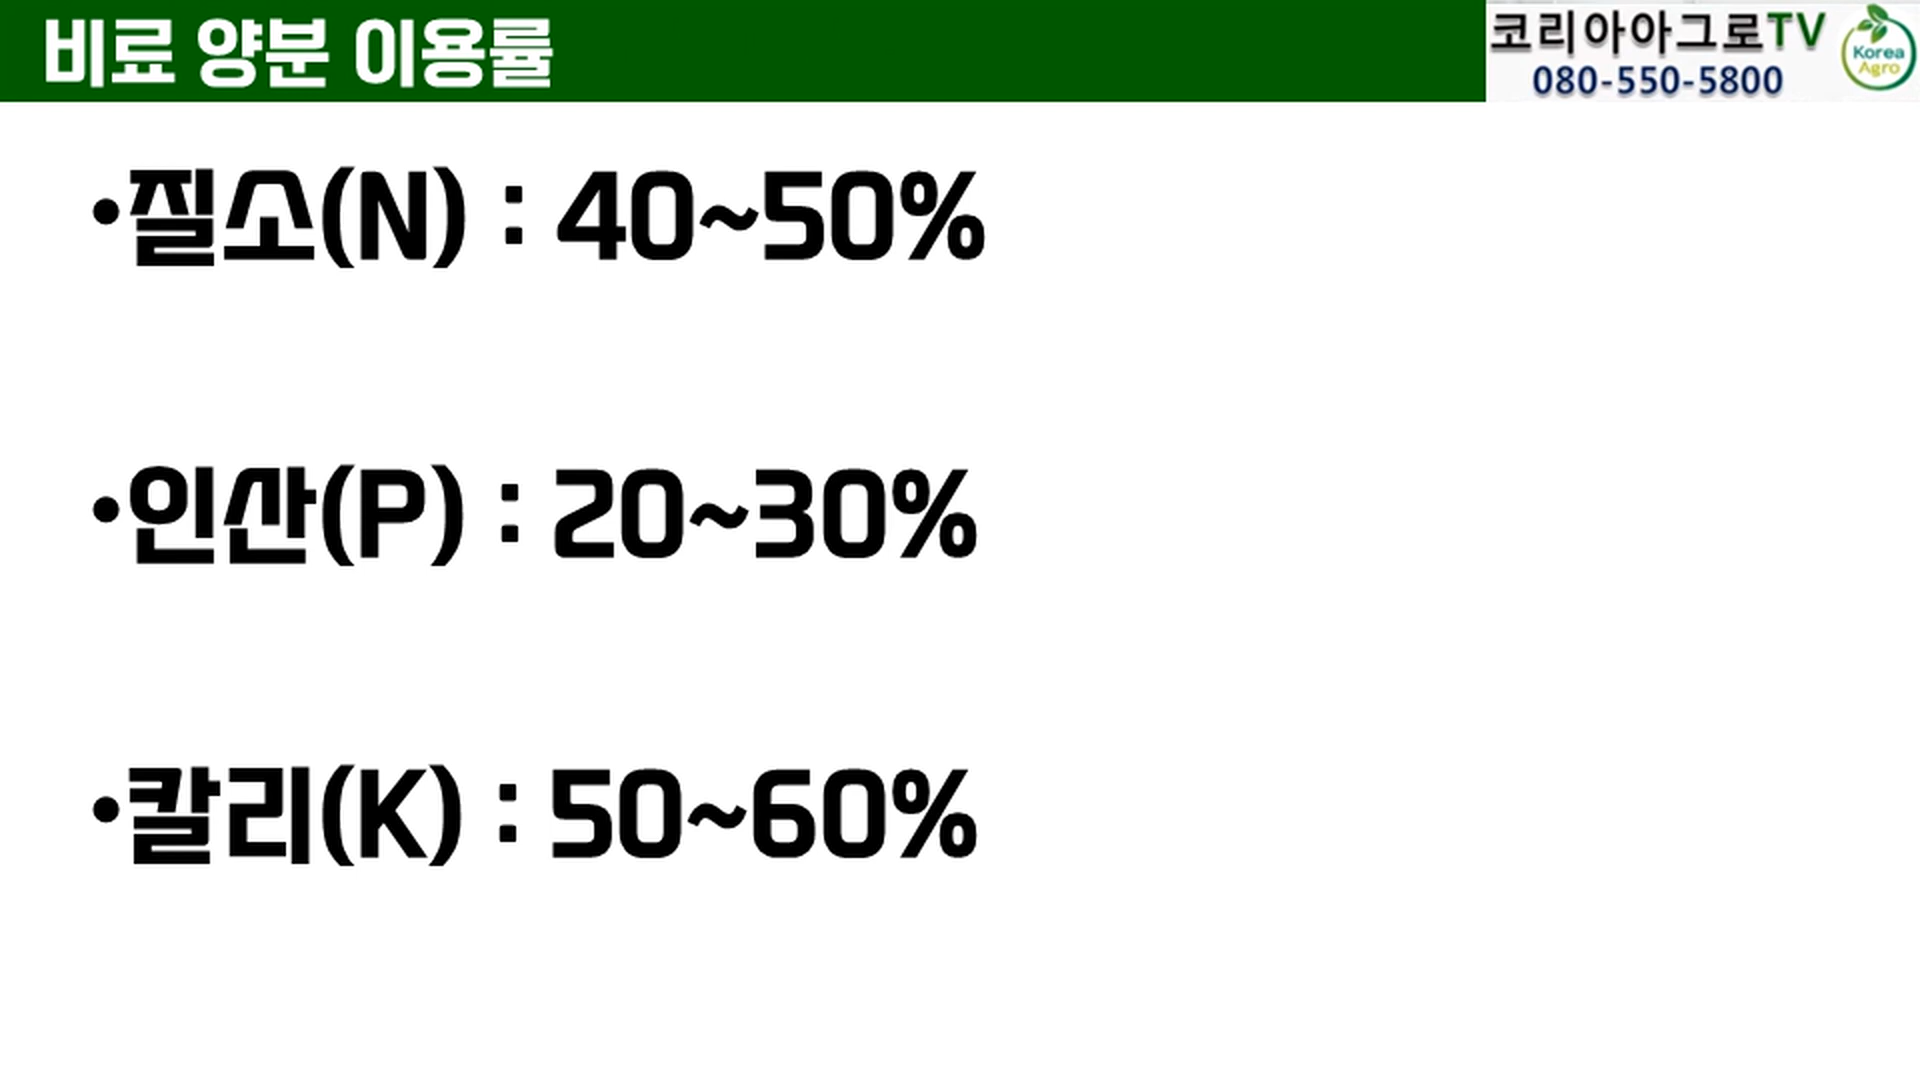 비료 양분 이용률
코리아아그로TV
080-550-5800
Korea
Agro
•질소(N) : 40~50%
•인산(P) : 20~30%
•칼리(K) : 50~60%